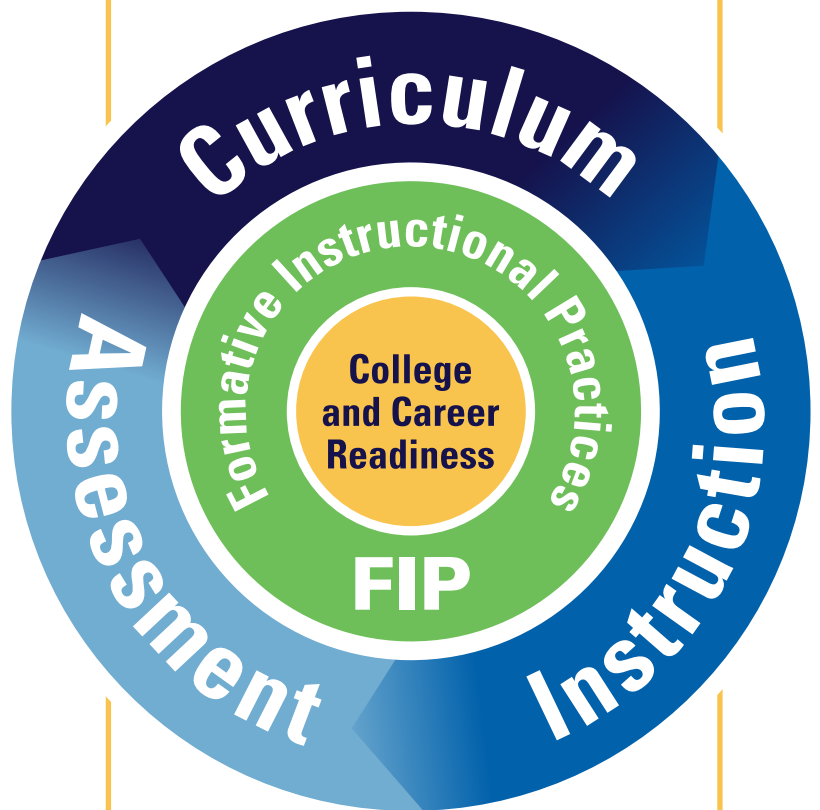 Curriculum
Instruction
Assessment
Formative Instructional Practices
FIP
College
and Career
Readiness